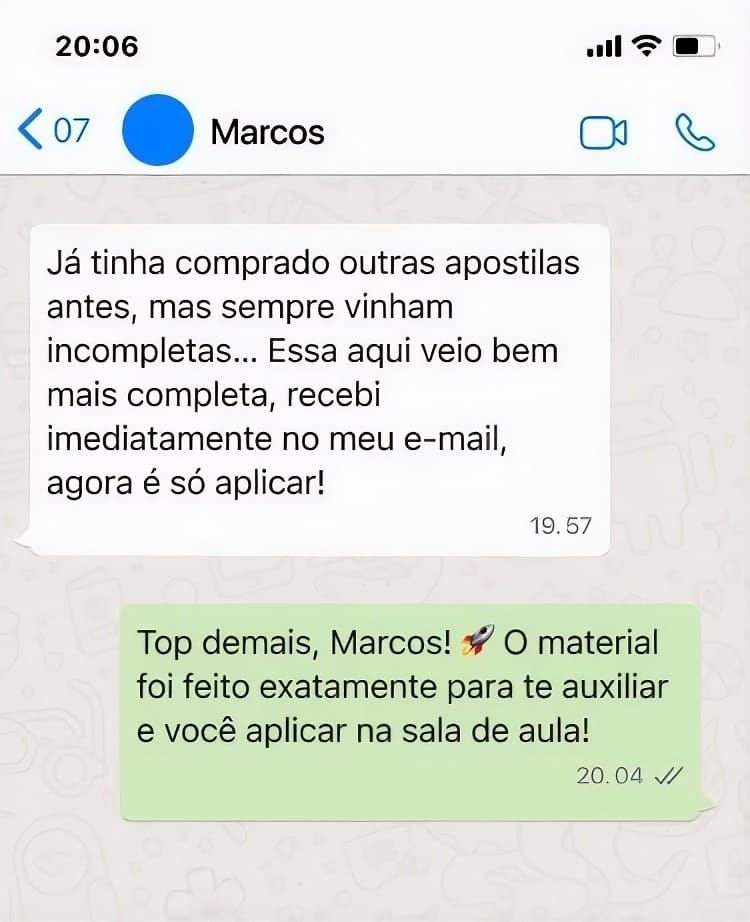 20:06
07 Marcos
Já tinha comprado outras apostilas
antes, mas sempre vinham
incompletas... Essa aqui veio bem
mais completa, recebi
imediatamente no meu e-mail,
agora é só aplicar!
19.57
Top demais, Marcos! 🚀 O material
foi feito exatamente para te auxiliar
e você aplicar na sala de aula!
20.04